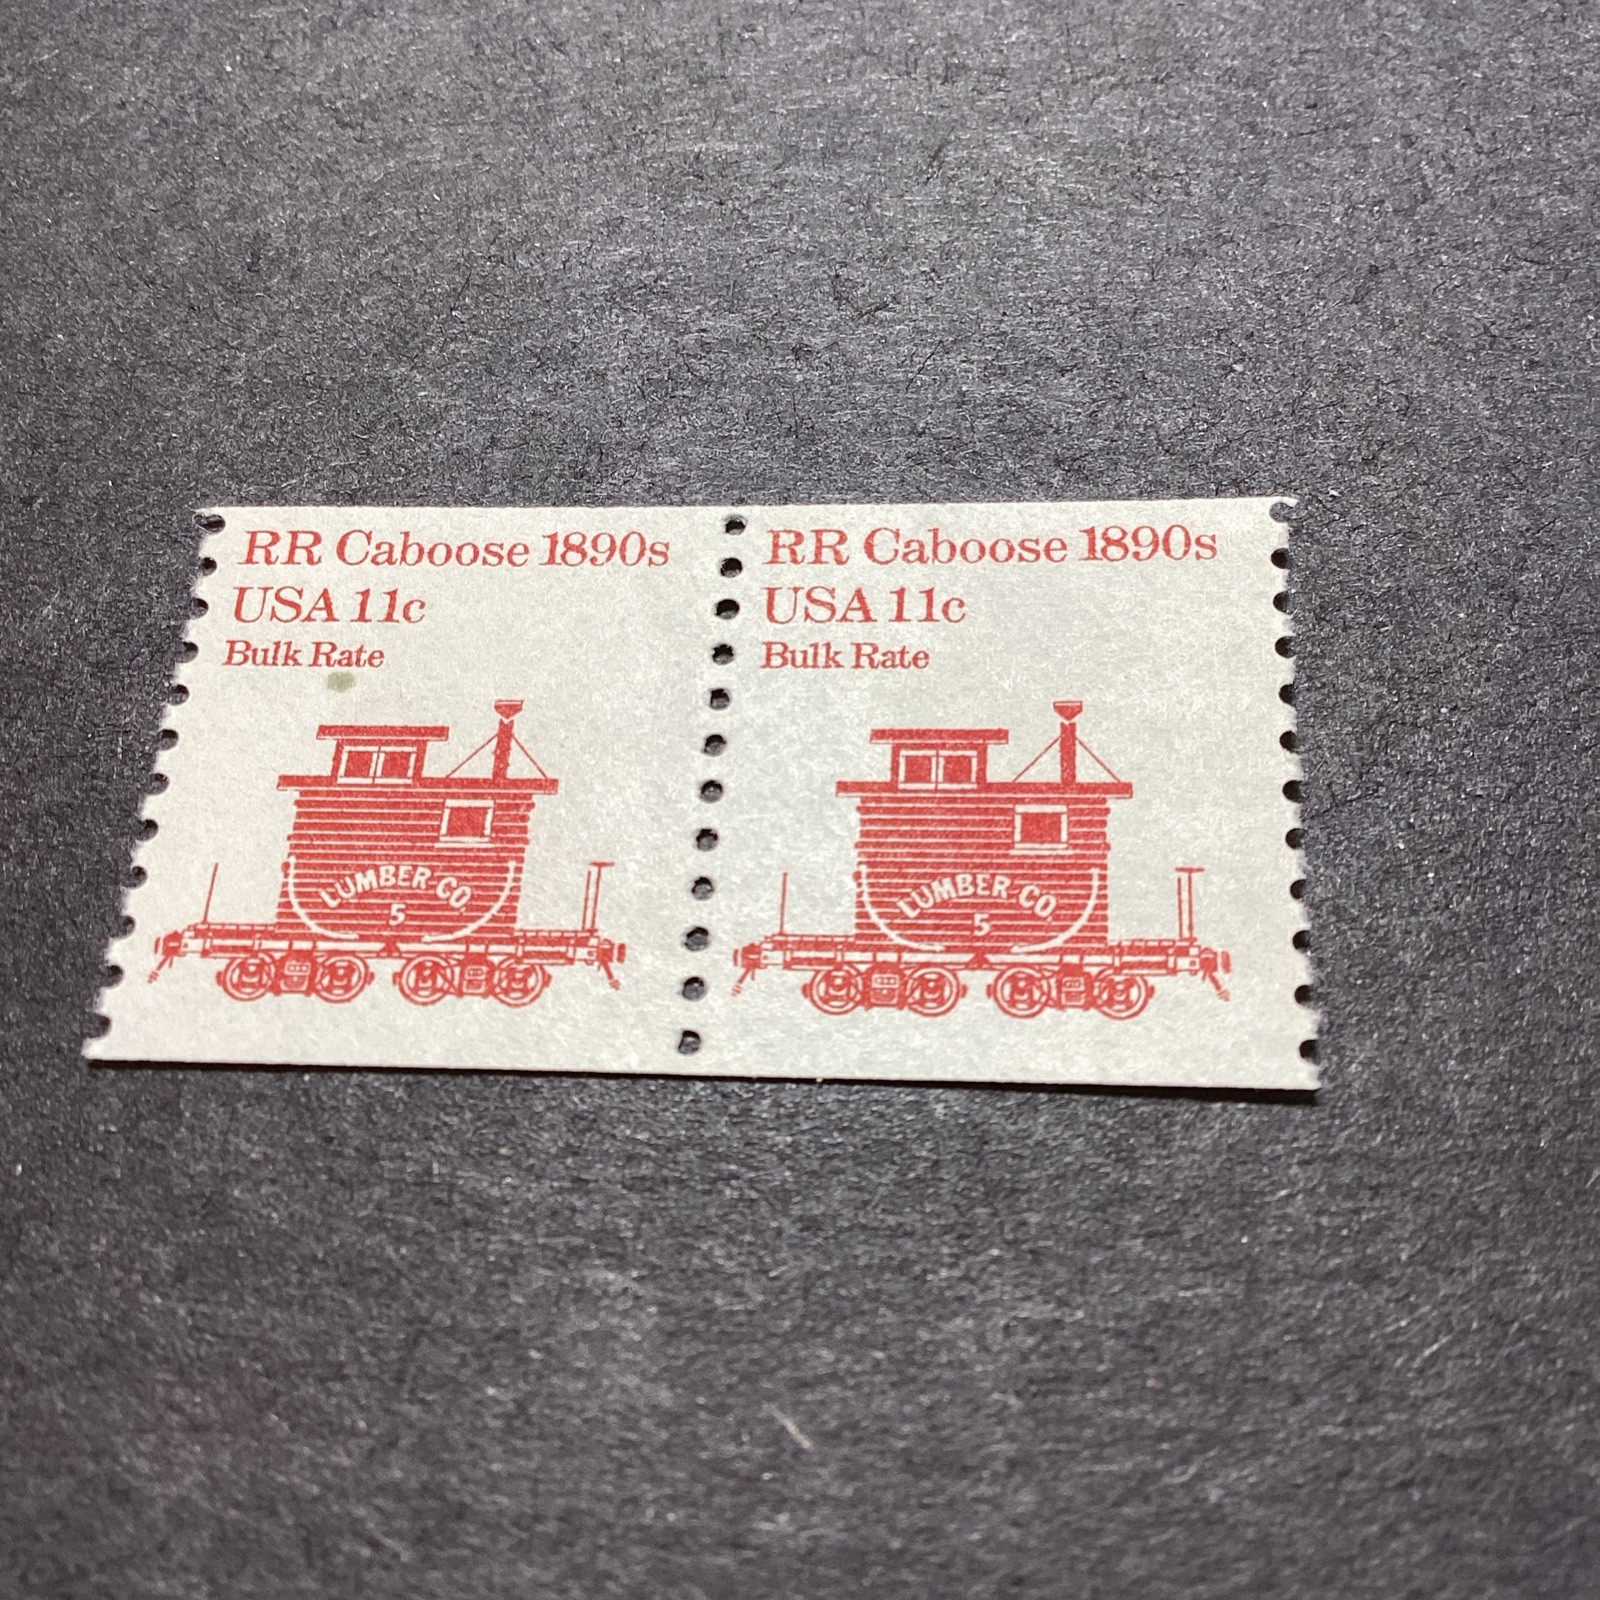 RR Caboose 1890s
USA 11c
Bulk Rate
LUMBER CO.
5
RR Caboose 1890s
USA 11c
Bulk Rate
LUMBER CO.
5